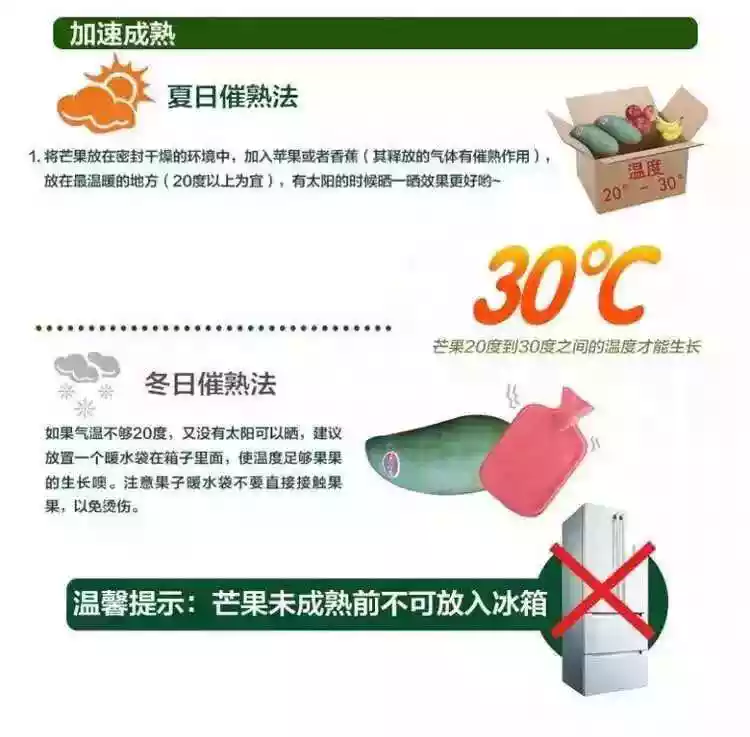 加速成熟
夏日催熟法
1. 将芒果放在密封干燥的环境中，加入苹果或者香蕉（其释放的气体有催熟作用），
放在最温暖的地方（20度以上为宜），有太阳的时候晒一晒效果更好哟~
温度
20° - 30°
30℃
芒果20度到30度之间的温度才能生长
冬日催熟法
如果气温不够20度，又没有太阳可以晒，建议
放置一个暖水袋在箱子里面，使温度足够果果
的生长噢。注意果子暖水袋不要直接接触果
果，以免烫伤。
温馨提示：芒果未成熟前不可放入冰箱